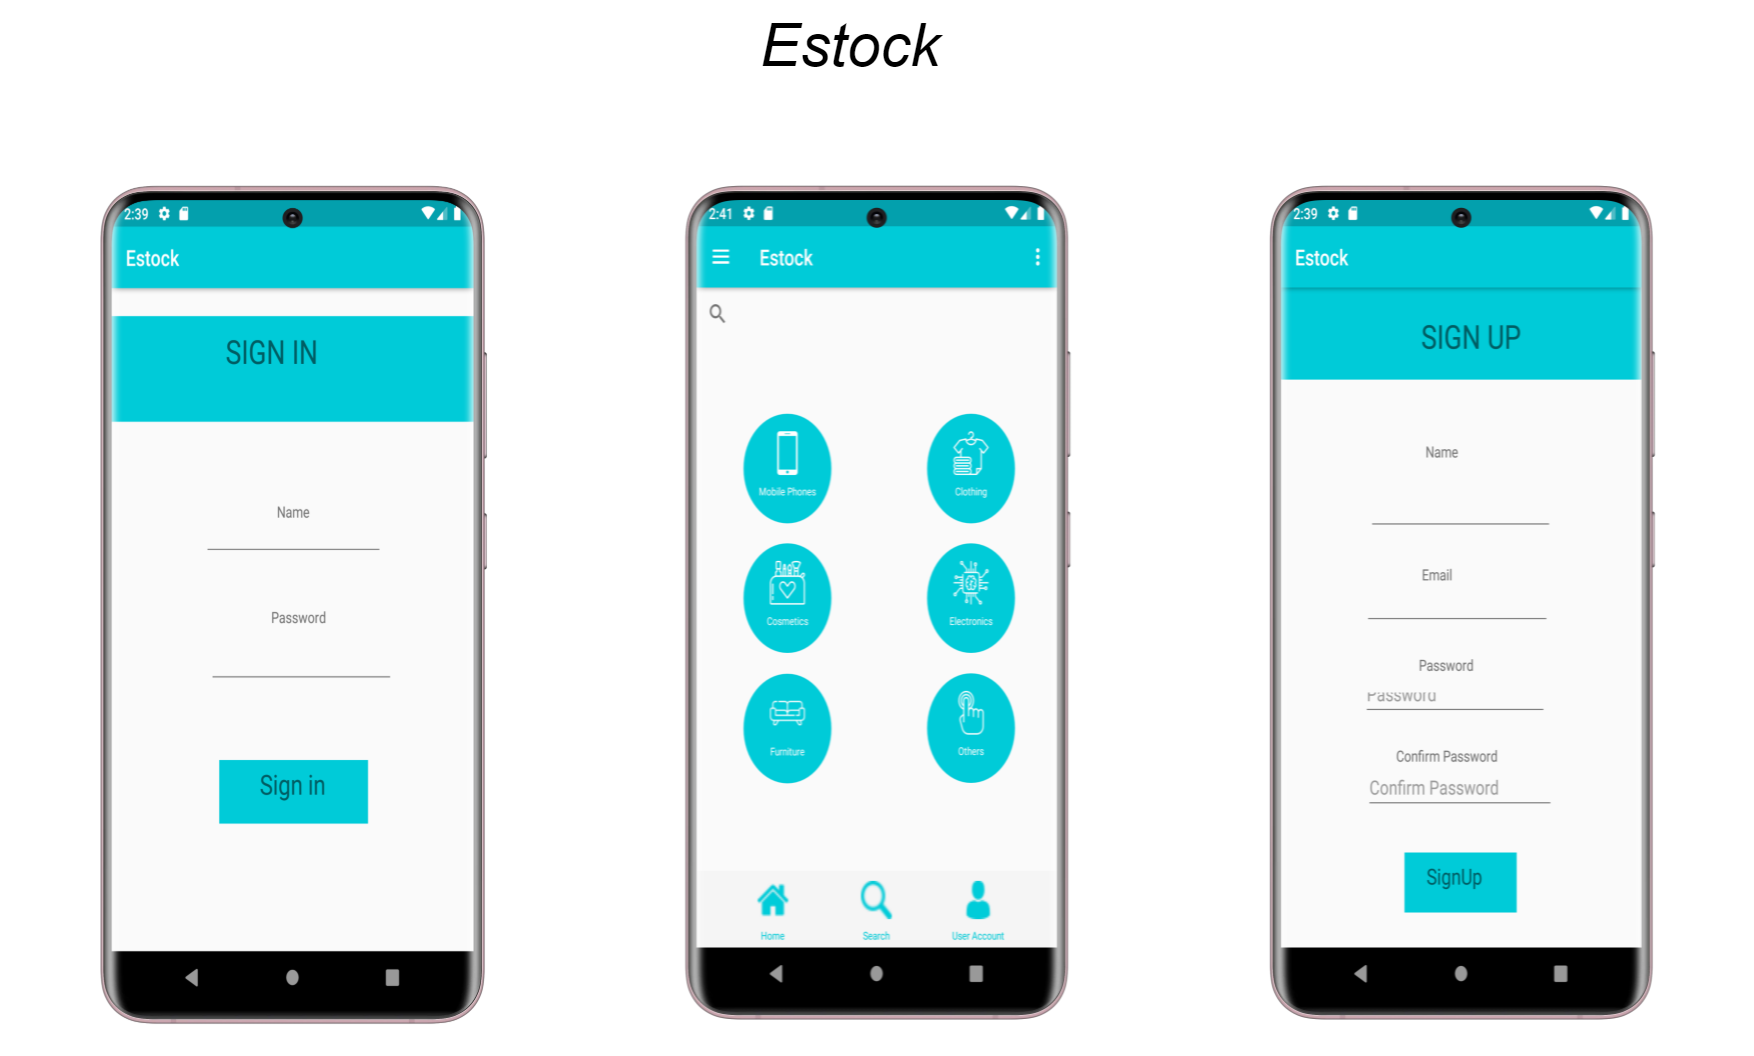 Estock
2:39
Estock
SIGN IN
Name
Password
Sign in
2:41
Estock
Mobile Phones
Clothing
Cosmetics
Electronics
Furniture
Others
Home
Search
User Account
2:39
Estock
SIGN UP
Name
Email
Password
Password
Confirm Password
Confirm Password
SignUp